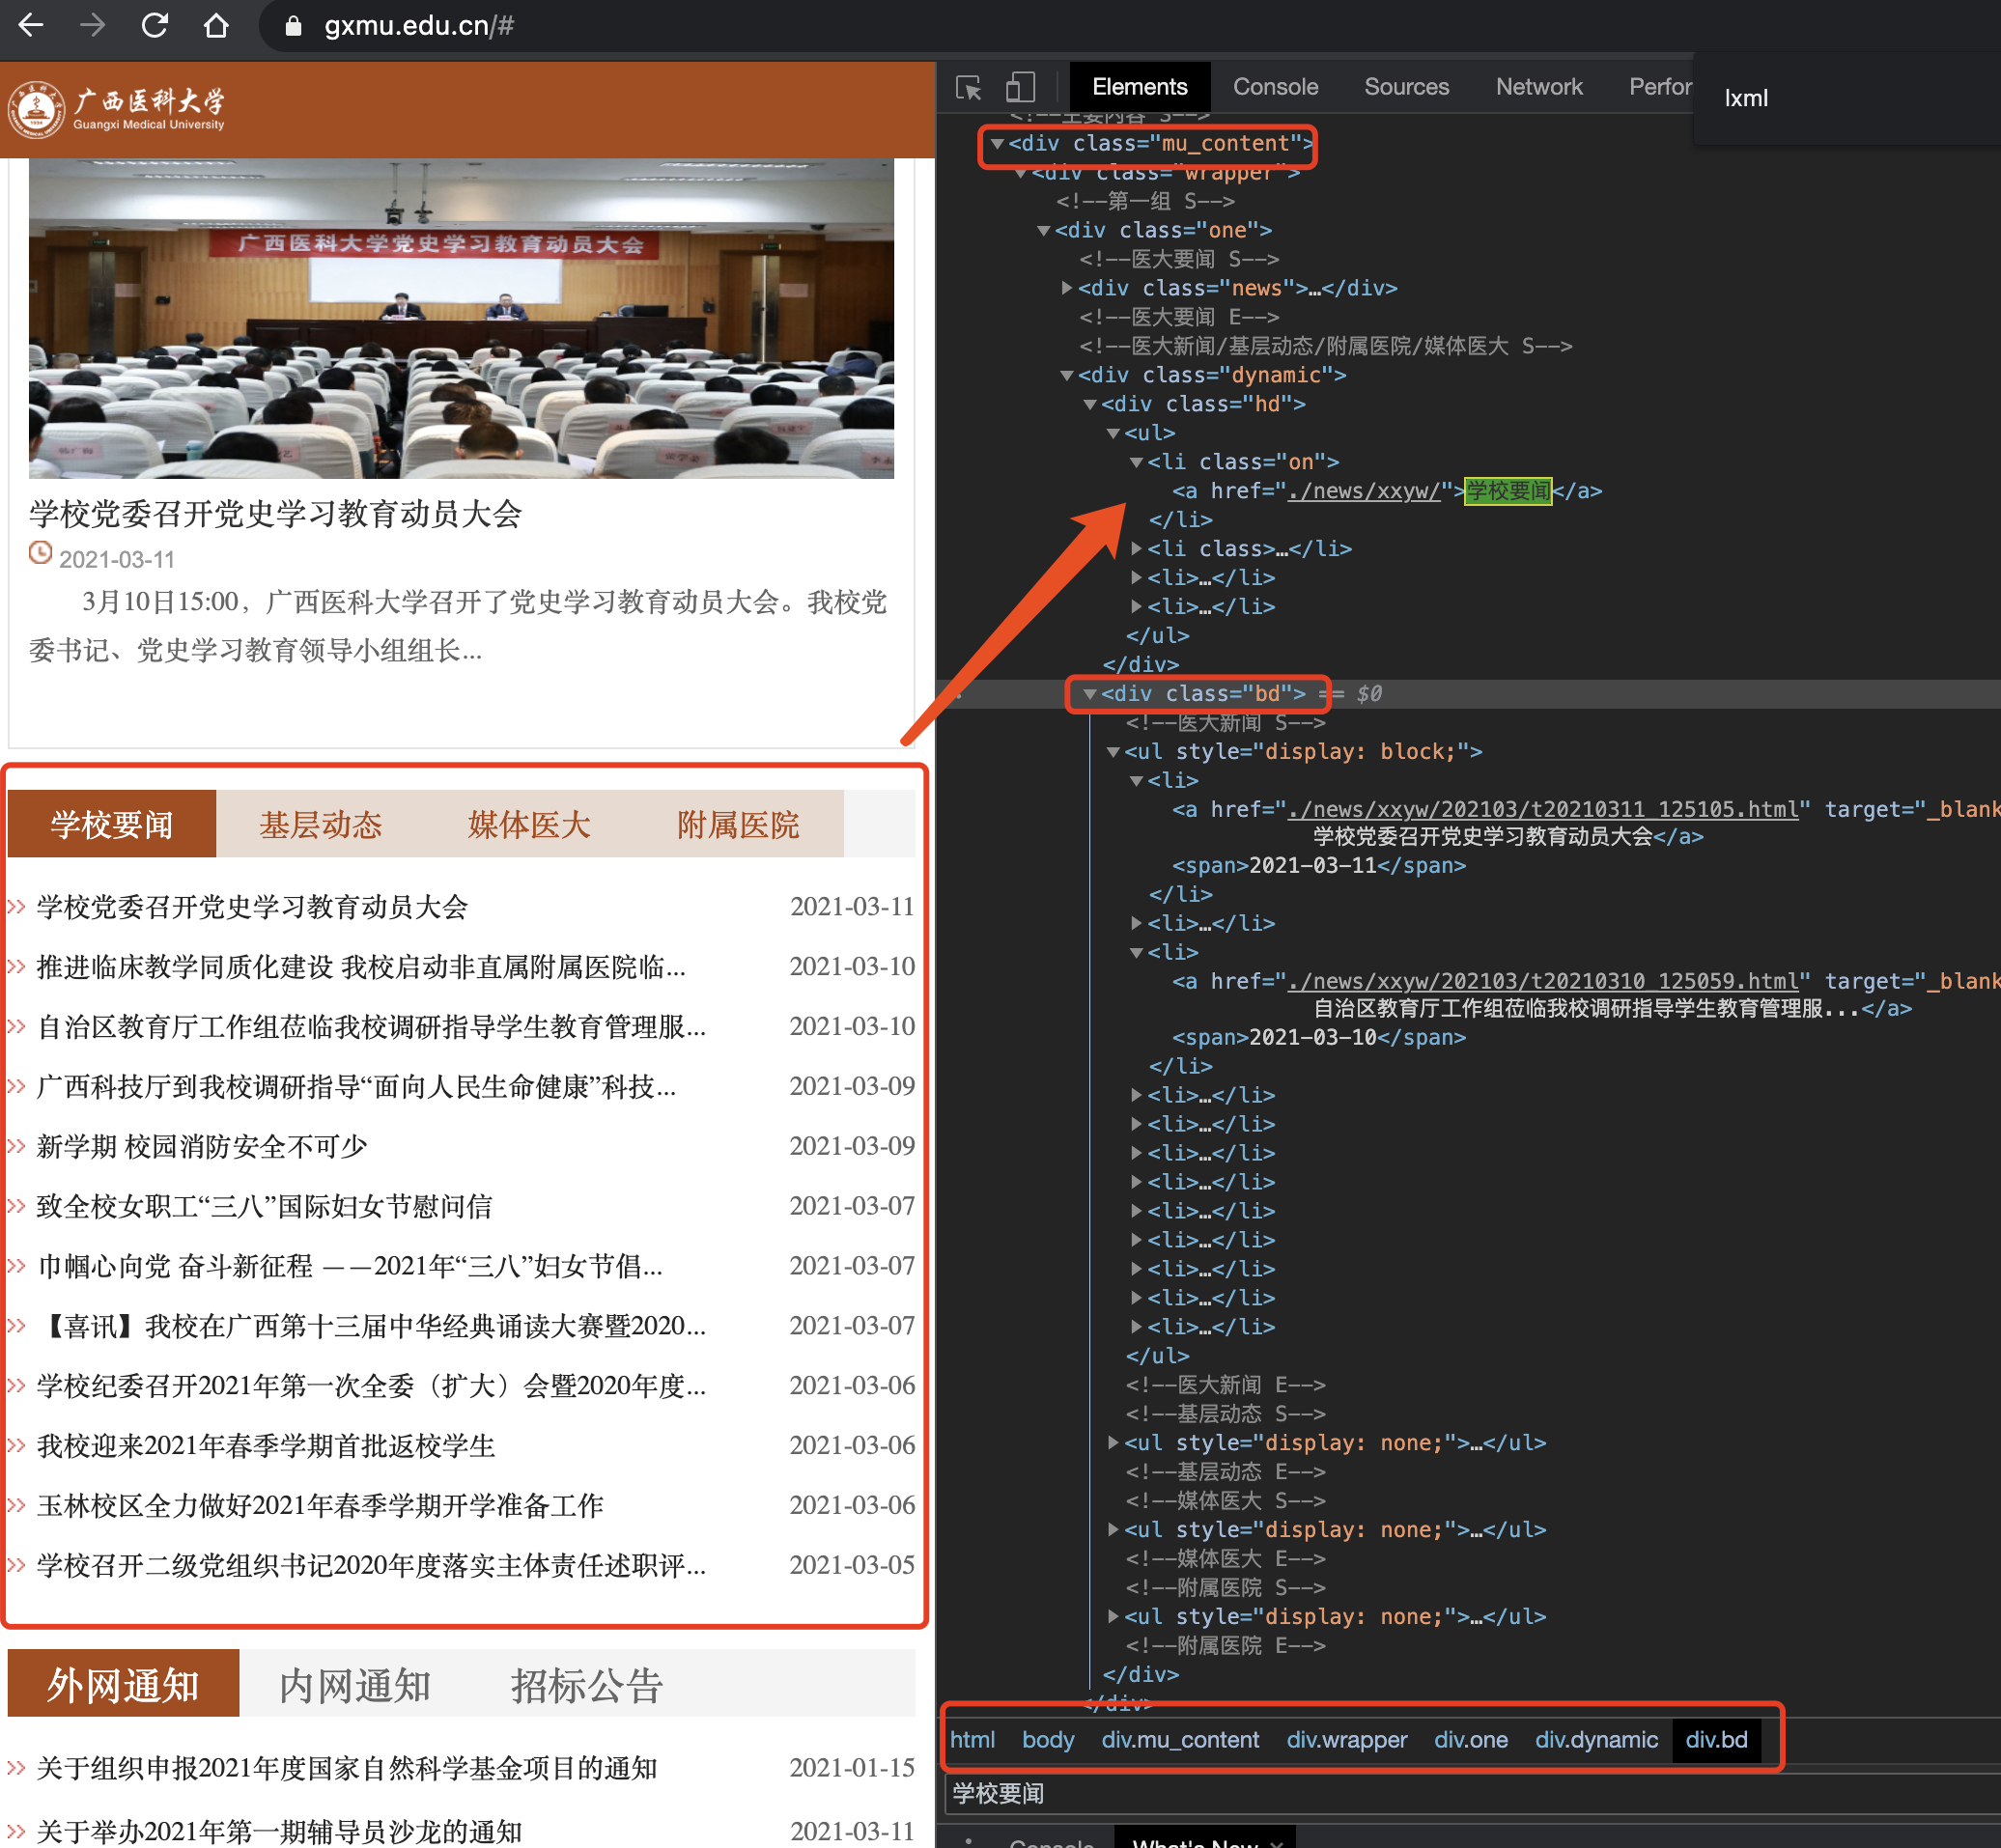 gxmu.edu.cn/#
广西医科大学
Guangxi Medical University
广西医科大学党史学习教育动员大会
学校党委召开党史学习教育动员大会
2021-03-11
3月10日15:00，广西医科大学召开了党史学习教育动员大会。我校党
委书记、党史学习教育领导小组组长...
学校要闻 基层动态 媒体医大 附属医院
学校党委召开党史学习教育动员大会 2021-03-11
推进临床教学同质化建设 我校启动非直属附属医院临... 2021-03-10
自治区教育厅工作组莅临我校调研指导学生教育管理服... 2021-03-10
广西科技厅到我校调研指导“面向人民生命健康”科技... 2021-03-09
新学期 校园消防安全不可少 2021-03-09
致全校女职工“三八”国际妇女节慰问信 2021-03-07
巾帼心向党 奋斗新征程 ——2021年“三八”妇女节倡... 2021-03-07
【喜讯】我校在广西第十三届中华经典诵读大赛暨2020... 2021-03-07
学校纪委召开2021年第一次全委（扩大）会暨2020年度... 2021-03-06
我校迎来2021年春季学期首批返校学生 2021-03-06
玉林校区全力做好2021年春季学期开学准备工作 2021-03-06
学校召开二级党组织书记2020年度落实主体责任述职评... 2021-03-05
外网通知 内网通知 招标公告
关于组织申报2021年度国家自然科学基金项目的通知 2021-01-15
关于举办2021年第一期辅导员沙龙的通知 2021-03-11
Elements Console Sources Network Perfor
lxml
<!--主要内容 S-->
<div class="mu_content">
<div class="wrapper">
<!--第一组 S-->
<div class="one">
<!--医大要闻 S-->
<div class="news">…</div>
<!--医大要闻 E-->
<!--医大新闻/基层动态/附属医院/媒体医大 S-->
<div class="dynamic">
<div class="hd">
<ul>
<li class="on">
<a href="./news/xxyw/">学校要闻</a>
</li>
<li class>…</li>
<li>…</li>
<li>…</li>
</ul>
</div>
<div class="bd"> == $0
<!--医大新闻 S-->
<ul style="display: block;">
<li>
<a href="./news/xxyw/202103/t20210311_125105.html" target="_blank
学校党委召开党史学习教育动员大会</a>
<span>2021-03-11</span>
</li>
<li>…</li>
<li>
<a href="./news/xxyw/202103/t20210310_125059.html" target="_blank
自治区教育厅工作组莅临我校调研指导学生教育管理服...</a>
<span>2021-03-10</span>
</li>
<li>…</li>
<li>…</li>
<li>…</li>
<li>…</li>
<li>…</li>
<li>…</li>
<li>…</li>
<li>…</li>
<li>…</li>
</ul>
<!--医大新闻 E-->
<!--基层动态 S-->
<ul style="display: none;">…</ul>
<!--基层动态 E-->
<!--媒体医大 S-->
<ul style="display: none;">…</ul>
<!--媒体医大 E-->
<!--附属医院 S-->
<ul style="display: none;">…</ul>
<!--附属医院 E-->
</div>
</div>
html body div.mu_content div.wrapper div.one div.dynamic div.bd
学校要闻
Console What's New ×